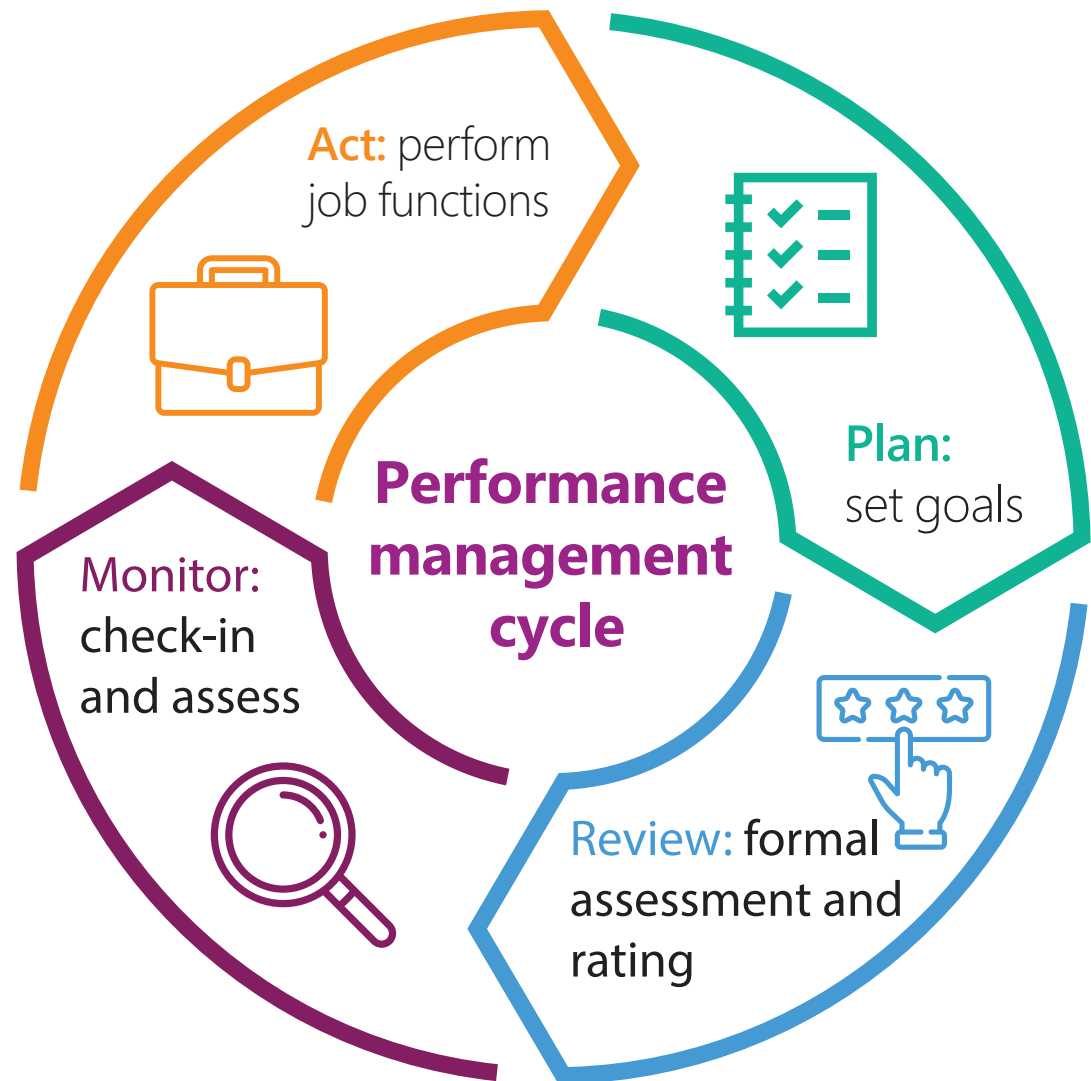 Act: perform
job functions
Plan:
set goals
Performance
management
cycle
Monitor:
check-in
and assess
Review: formal
assessment and
rating